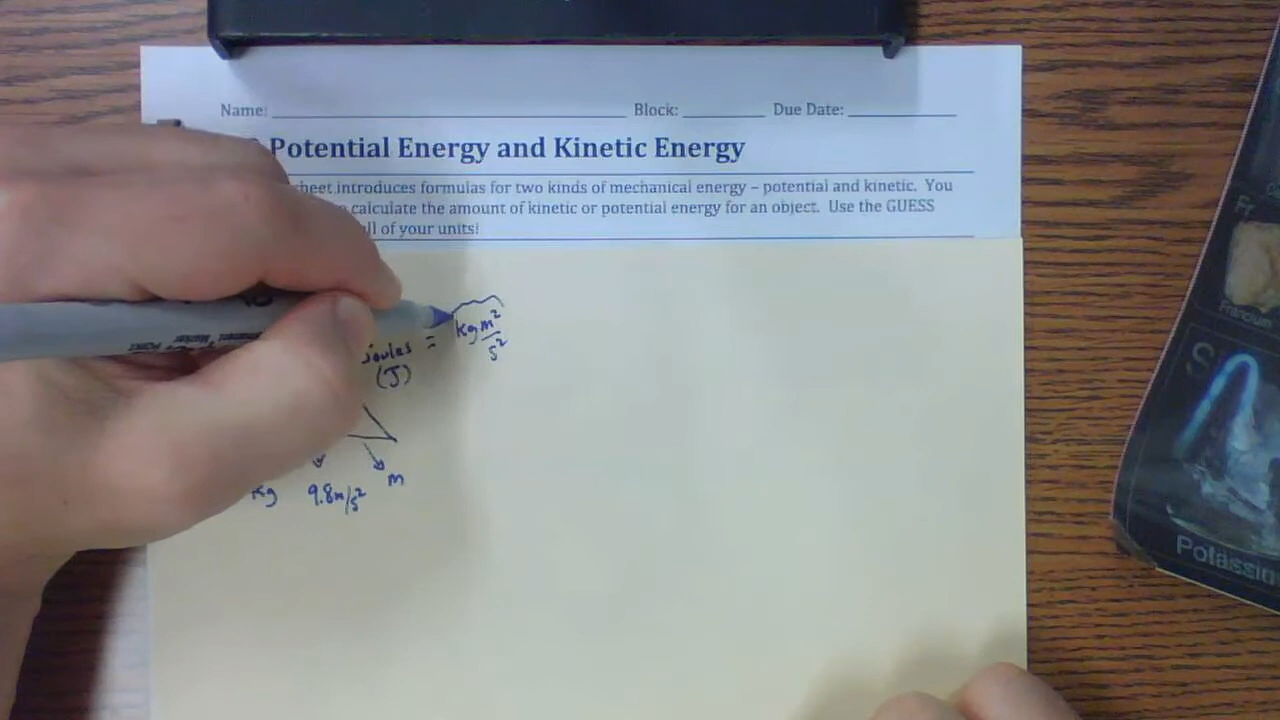 Name: Block: Due Date:
Potential Energy and Kinetic Energy
sheet introduces formulas for two kinds of mechanical energy – potential and kinetic. You
calculate the amount of kinetic or potential energy for an object. Use the GUESS
all of your units!
joules = kg m²/s²
(J)
kg 9.8m/s² m
Fr
Francium
Potassium